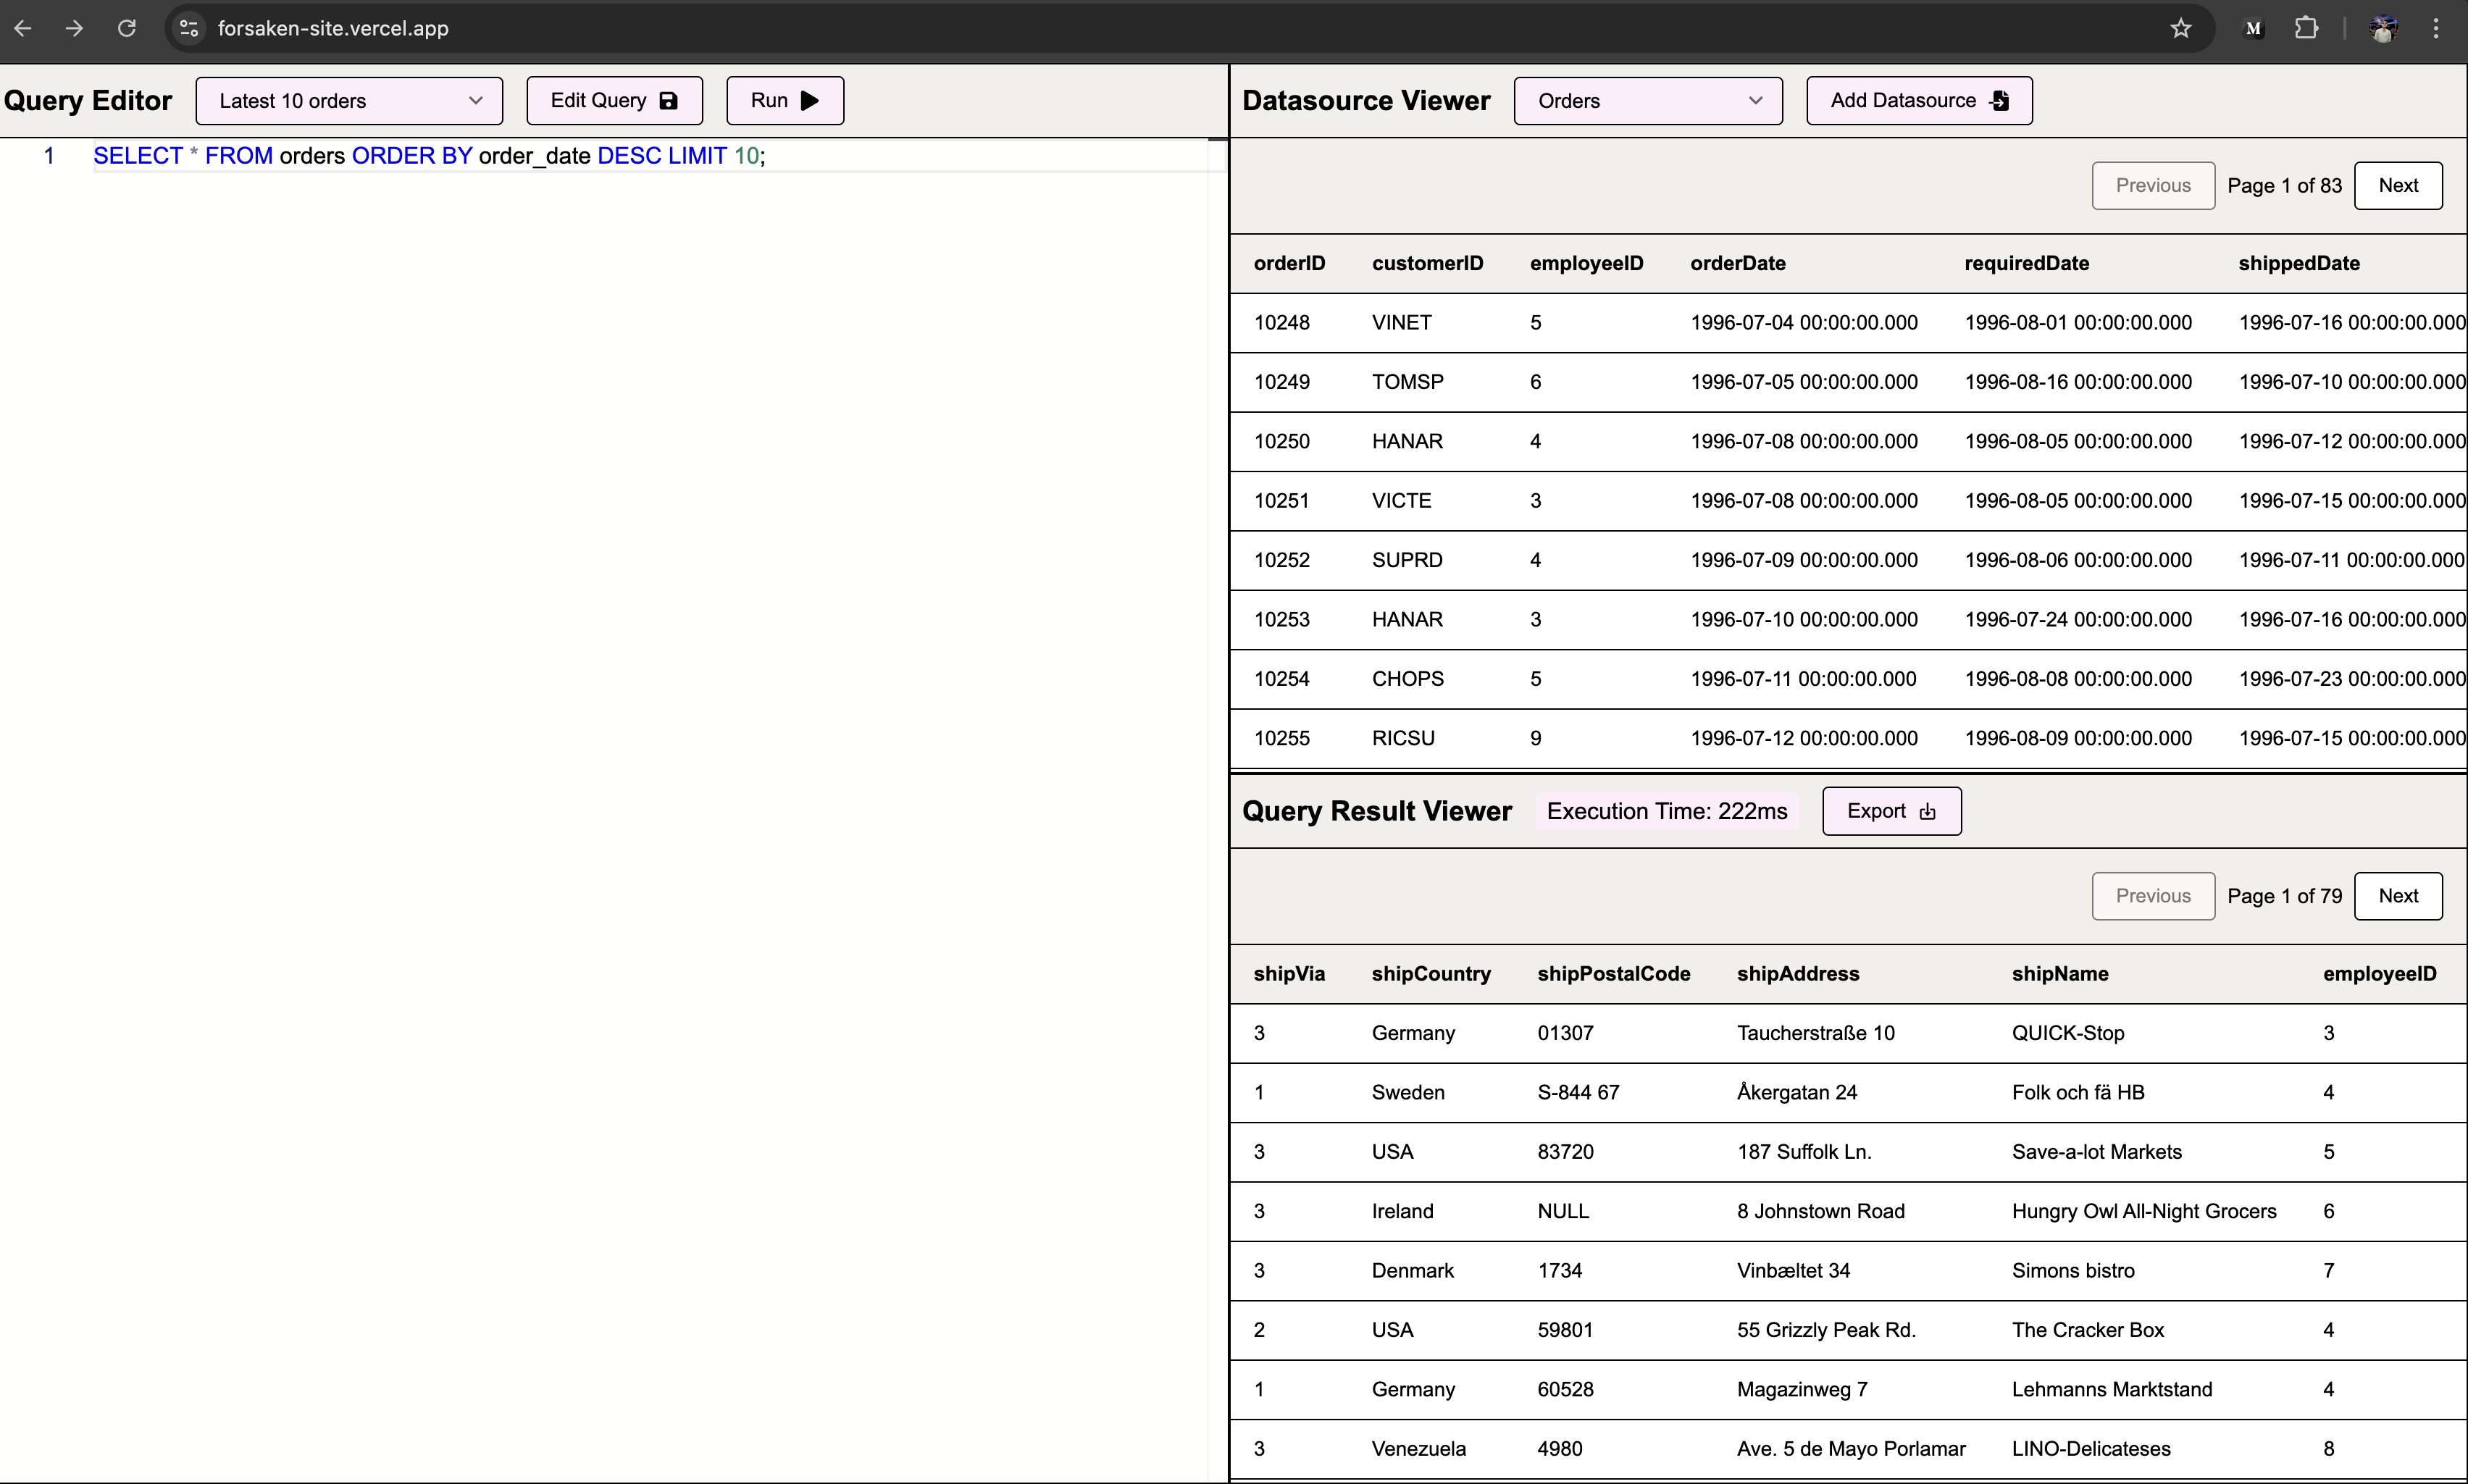 forsaken-site.vercel.app
M
Query Editor
Latest 10 orders
Edit Query
Run
1 SELECT * FROM orders ORDER BY order_date DESC LIMIT 10;
Datasource Viewer
Orders
Add Datasource
Previous Page 1 of 83 Next
orderID customerID employeeID orderDate requiredDate shippedDate
10248 VINET 5 1996-07-04 00:00:00.000 1996-08-01 00:00:00.000 1996-07-16 00:00:00.000
10249 TOMSP 6 1996-07-05 00:00:00.000 1996-08-16 00:00:00.000 1996-07-10 00:00:00.000
10250 HANAR 4 1996-07-08 00:00:00.000 1996-08-05 00:00:00.000 1996-07-12 00:00:00.000
10251 VICTE 3 1996-07-08 00:00:00.000 1996-08-05 00:00:00.000 1996-07-15 00:00:00.000
10252 SUPRD 4 1996-07-09 00:00:00.000 1996-08-06 00:00:00.000 1996-07-11 00:00:00.000
10253 HANAR 3 1996-07-10 00:00:00.000 1996-07-24 00:00:00.000 1996-07-16 00:00:00.000
10254 CHOPS 5 1996-07-11 00:00:00.000 1996-08-08 00:00:00.000 1996-07-23 00:00:00.000
10255 RICSU 9 1996-07-12 00:00:00.000 1996-08-09 00:00:00.000 1996-07-15 00:00:00.000
Query Result Viewer
Execution Time: 222ms
Export
Previous Page 1 of 79 Next
shipVia shipCountry shipPostalCode shipAddress shipName employeeID
3 Germany 01307 Taucherstraße 10 QUICK-Stop 3
1 Sweden S-844 67 Åkergatan 24 Folk och fä HB 4
3 USA 83720 187 Suffolk Ln. Save-a-lot Markets 5
3 Ireland NULL 8 Johnstown Road Hungry Owl All-Night Grocers 6
3 Denmark 1734 Vinbæltet 34 Simons bistro 7
2 USA 59801 55 Grizzly Peak Rd. The Cracker Box 4
1 Germany 60528 Magazinweg 7 Lehmanns Marktstand 4
3 Venezuela 4980 Ave. 5 de Mayo Porlamar LINO-Delicateses 8